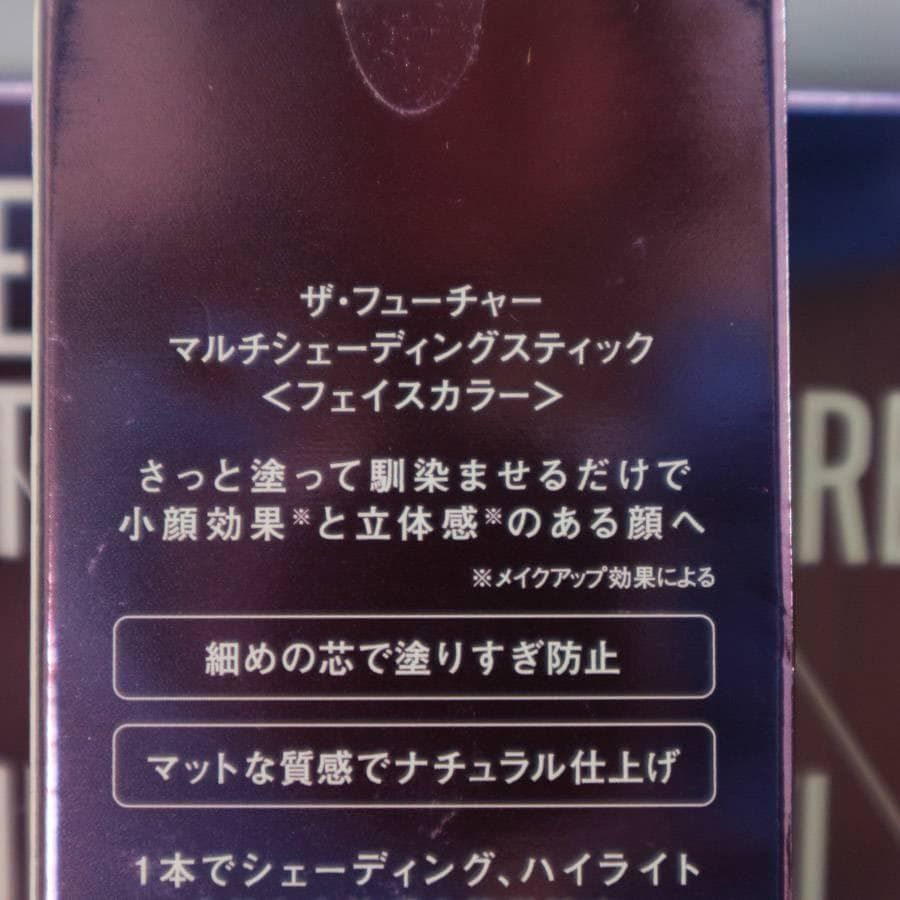 ザ・フューチャー
マルチシェーディングスティック
<フェイスカラー>
さっと塗って馴染ませるだけで
小顔効果※と立体感※のある顔へ
※メイクアップ効果による
細めの芯で塗りすぎ防止
マットな質感でナチュラル仕上げ
1本でシェーディング、ハイライト
RE